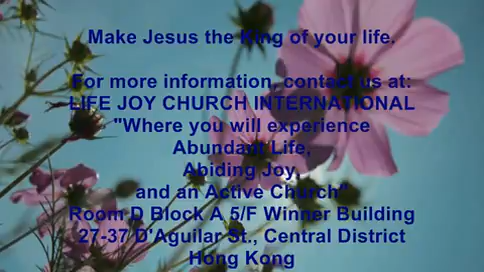 Make Jesus the King of your life.
For more information, contact us at:
LIFE JOY CHURCH INTERNATIONAL
"Where you will experience
Abundant Life,
Abiding Joy,
and an Active Church"
Room D Block A 5/F Winner Building
27-37 D'Aguilar St., Central District
Hong Kong